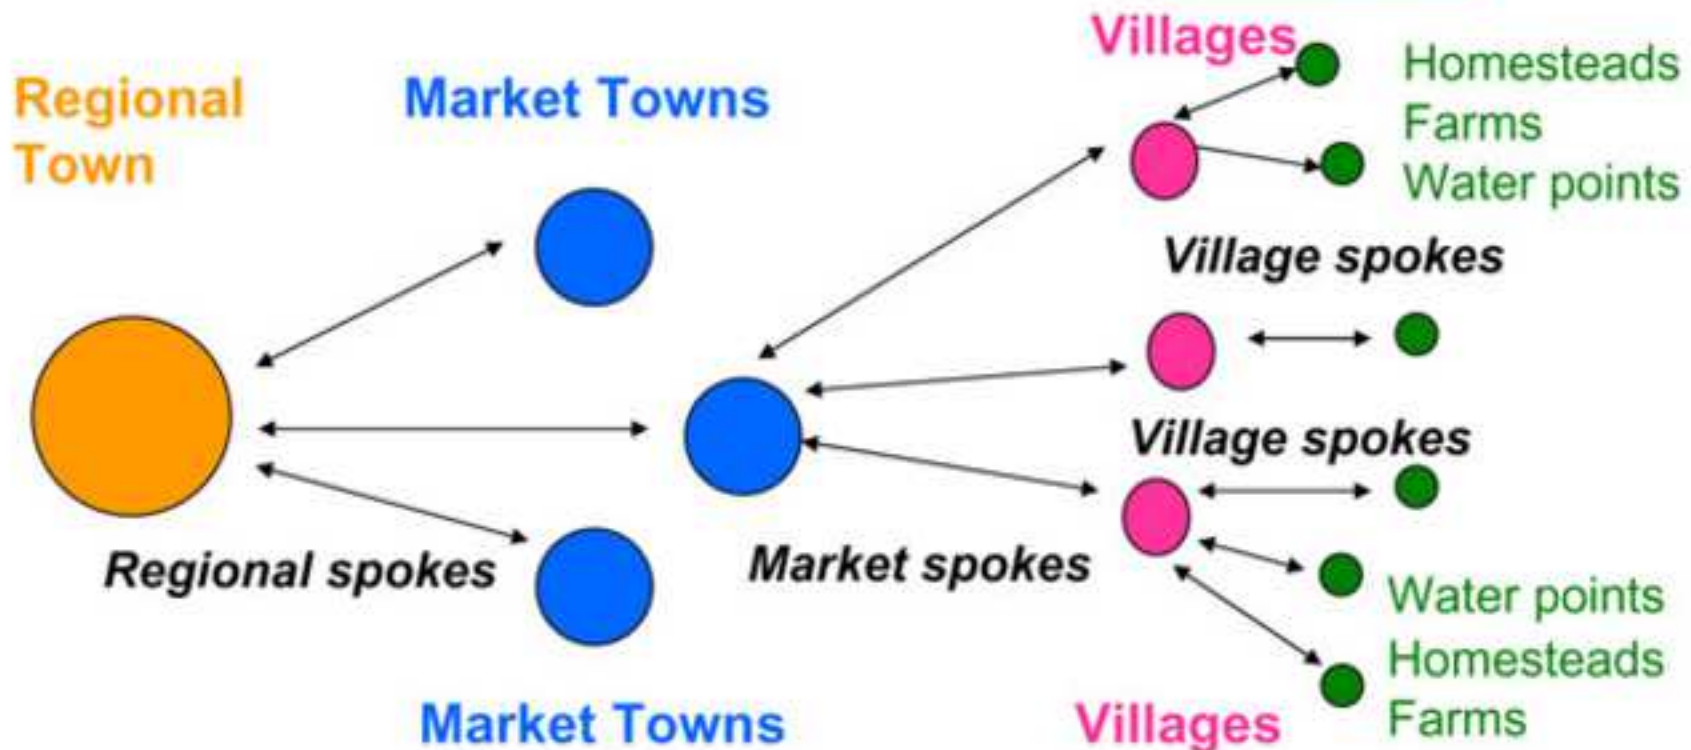 Regional
Town
Market Towns
Villages
Homesteads
Farms
Water points
Village spokes
Village spokes
Regional spokes
Market spokes
Water points
Homesteads
Farms
Market Towns
Villages